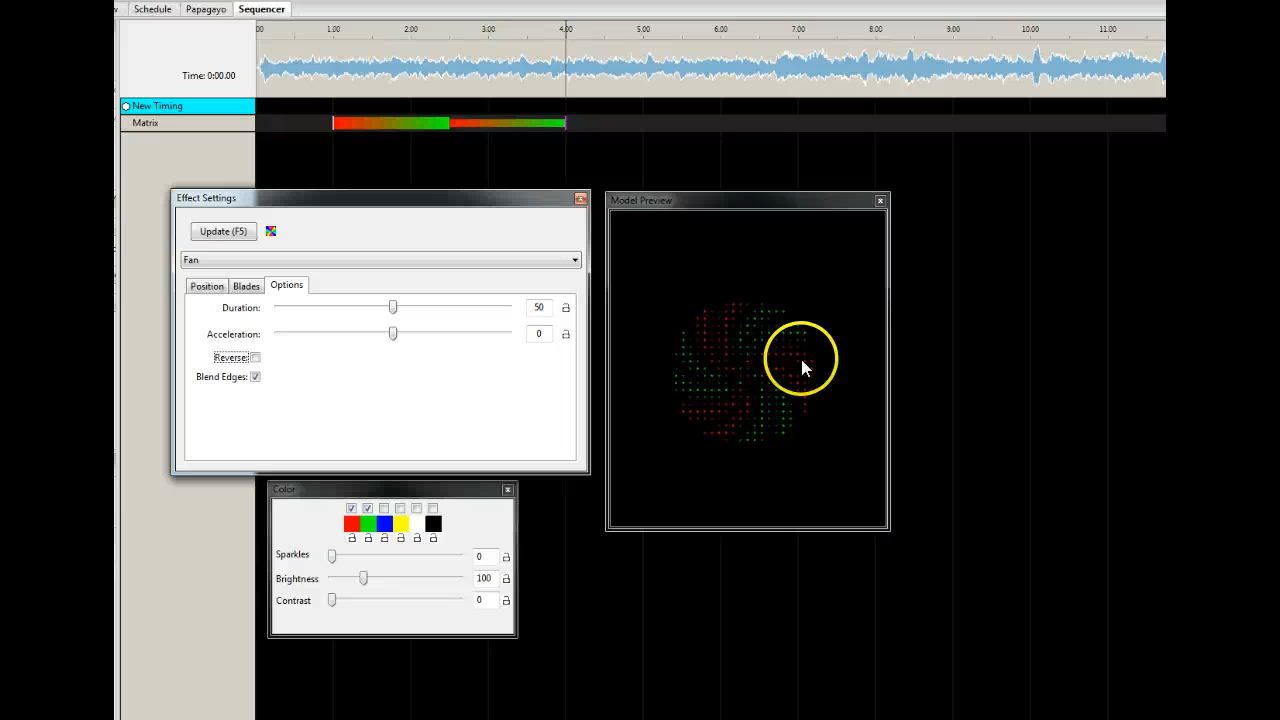 Schedule Papagayo Sequencer
1.00 2.00 3.00 4.00 5.00 6.00 7.00 8.00 9.00 10.00 11.00
Time: 0:00.00
New Timing
Matrix
Effect Settings
Update (F5)
Fan
Position Blades Options
Duration: 50
Acceleration: 0
Reverse:
Blend Edges:
Model Preview
Color
Sparkles 0
Brightness 100
Contrast 0